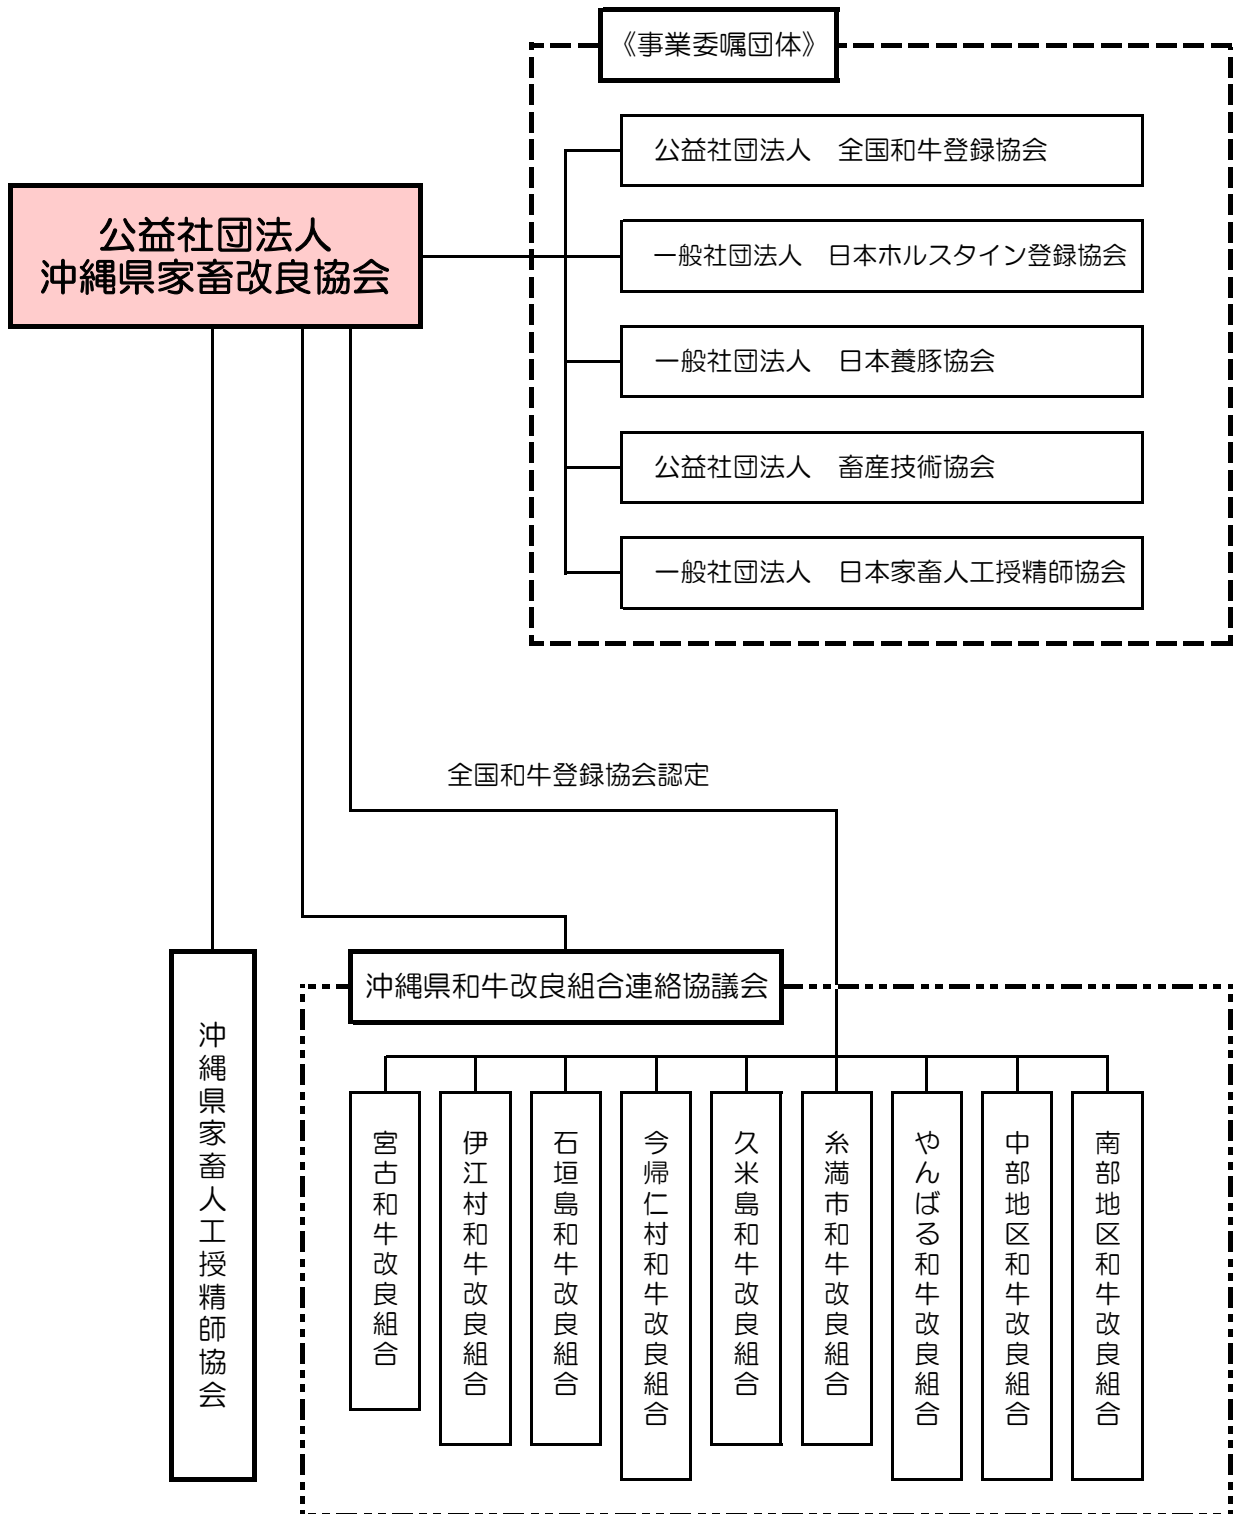 《事業委嘱団体》
公益社団法人　全国和牛登録協会
公益社団法人
沖縄県家畜改良協会
一般社団法人　日本ホルスタイン登録協会
一般社団法人　日本養豚協会
公益社団法人　畜産技術協会
一般社団法人　日本家畜人工授精師協会
全国和牛登録協会認定
沖縄県和牛改良組合連絡協議会
沖縄県家畜人工授精師協会
宮古和牛改良組合
伊江村和牛改良組合
石垣島和牛改良組合
今帰仁村和牛改良組合
久米島和牛改良組合
糸満市和牛改良組合
やんばる和牛改良組合
中部地区和牛改良組合
南部地区和牛改良組合